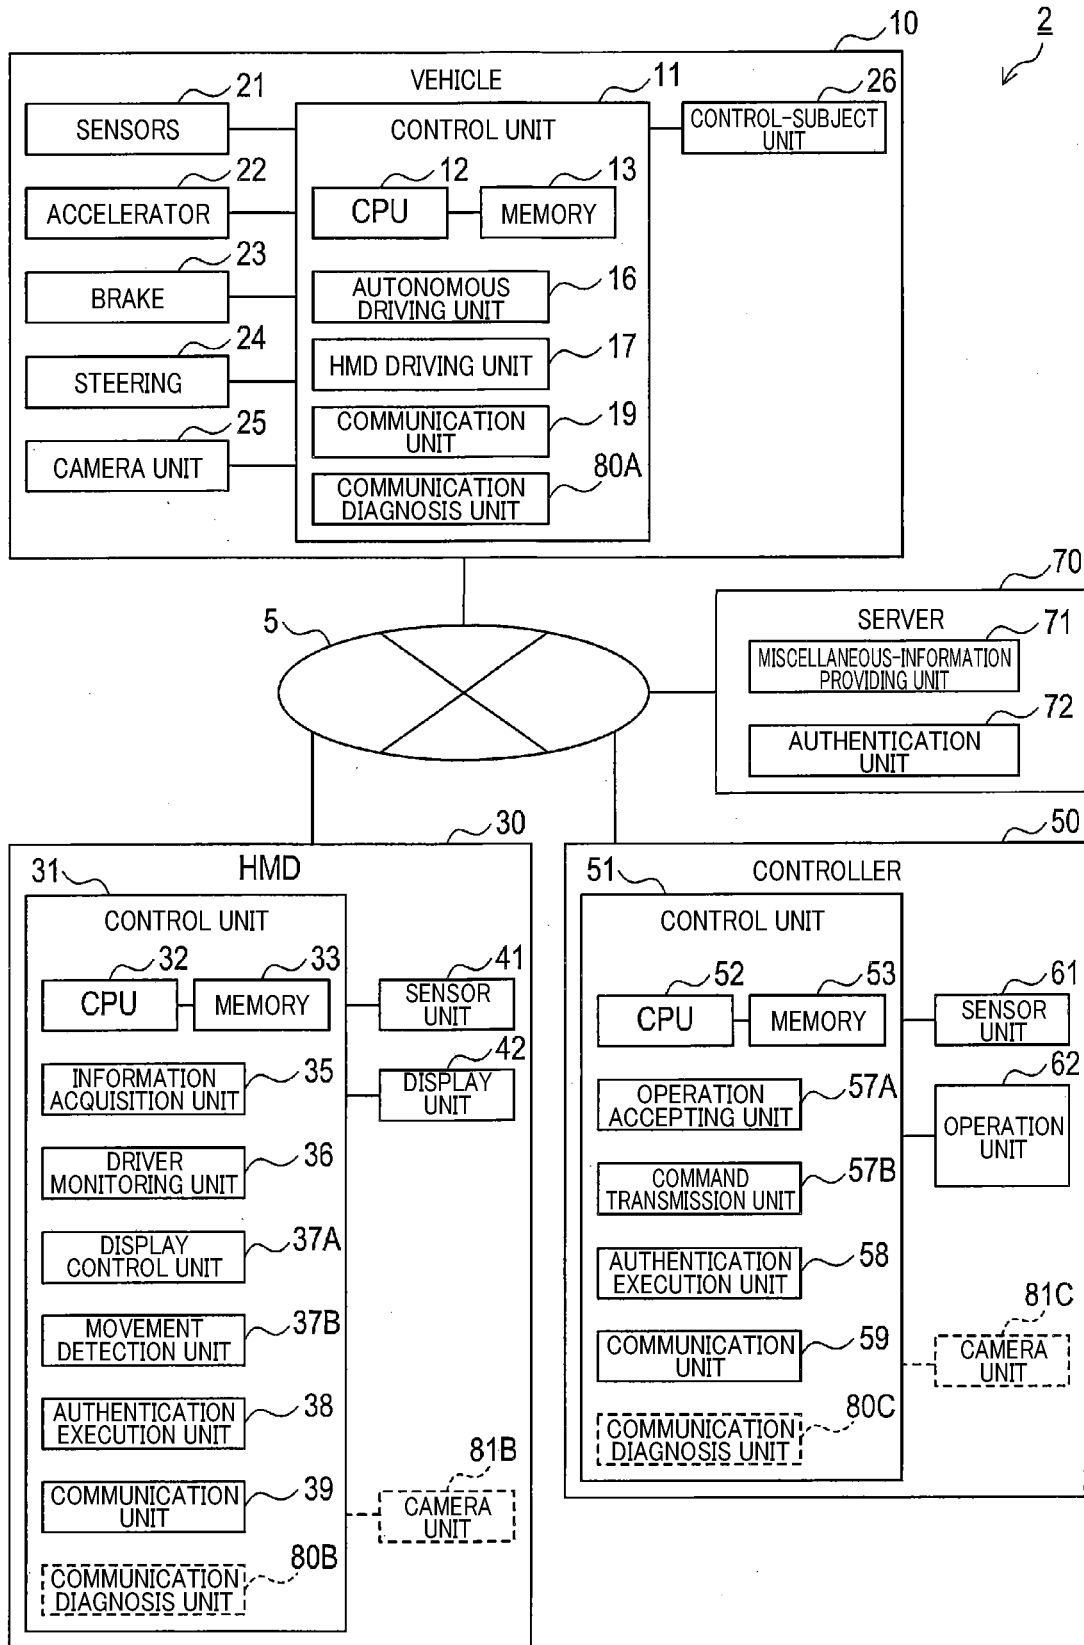 2
10
VEHICLE
21
SENSORS
22
ACCELERATOR
23
BRAKE
24
STEERING
25
CAMERA UNIT
11
CONTROL UNIT
12
CPU
13
MEMORY
16
AUTONOMOUS
DRIVING UNIT
17
HMD DRIVING UNIT
19
COMMUNICATION
UNIT
80A
COMMUNICATION
DIAGNOSIS UNIT
26
CONTROL-SUBJECT
UNIT
5
70
SERVER
71
MISCELLANEOUS-INFORMATION
PROVIDING UNIT
72
AUTHENTICATION
UNIT
30
HMD
31
CONTROL UNIT
32
CPU
33
MEMORY
41
SENSOR
UNIT
42
DISPLAY
UNIT
35
INFORMATION
ACQUISITION UNIT
36
DRIVER
MONITORING UNIT
37A
DISPLAY
CONTROL UNIT
37B
MOVEMENT
DETECTION UNIT
38
AUTHENTICATION
EXECUTION UNIT
39
COMMUNICATION
UNIT
80B
COMMUNICATION
DIAGNOSIS UNIT
81B
CAMERA
UNIT
50
CONTROLLER
51
CONTROL UNIT
52
CPU
53
MEMORY
61
SENSOR
UNIT
62
OPERATION
UNIT
57A
OPERATION
ACCEPTING UNIT
57B
COMMAND
TRANSMISSION UNIT
58
AUTHENTICATION
EXECUTION UNIT
59
COMMUNICATION
UNIT
80C
COMMUNICATION
DIAGNOSIS UNIT
81C
CAMERA
UNIT